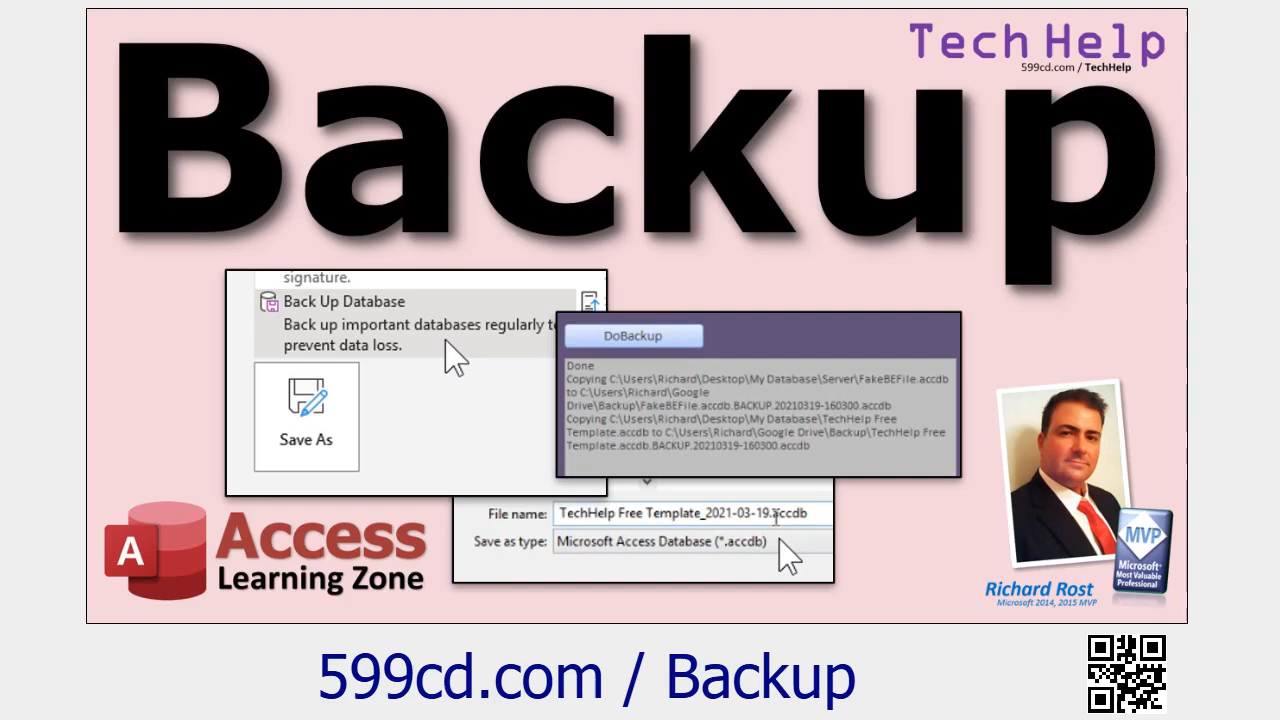 Tech Help
599cd.com / TechHelp
Backup
signature.
Back Up Database
Back up important databases regularly to
prevent data loss.
Save As
DoBackup
Done
Copying C:\Users\Richard\Desktop\My Database\Server\FakeBEFile.accdb
to C:\Users\Richard\Google
Drive\Backup\FakeBEFile.accdb.BACKUP.20210319-160300.accdb
Copying C:\Users\Richard\Desktop\My Database\TechHelp Free
Template.accdb to C:\Users\Richard\Google Drive\Backup\TechHelp Free
Template.accdb.BACKUP.20210319-160300.accdb
File name: TechHelp Free Template_2021-03-19.accdb
Save as type: Microsoft Access Database (*.accdb)
A
Access
Learning Zone
MVP
Microsoft®
Most Valuable
Professional
Richard Rost
Microsoft 2014, 2015 MVP
599cd.com / Backup